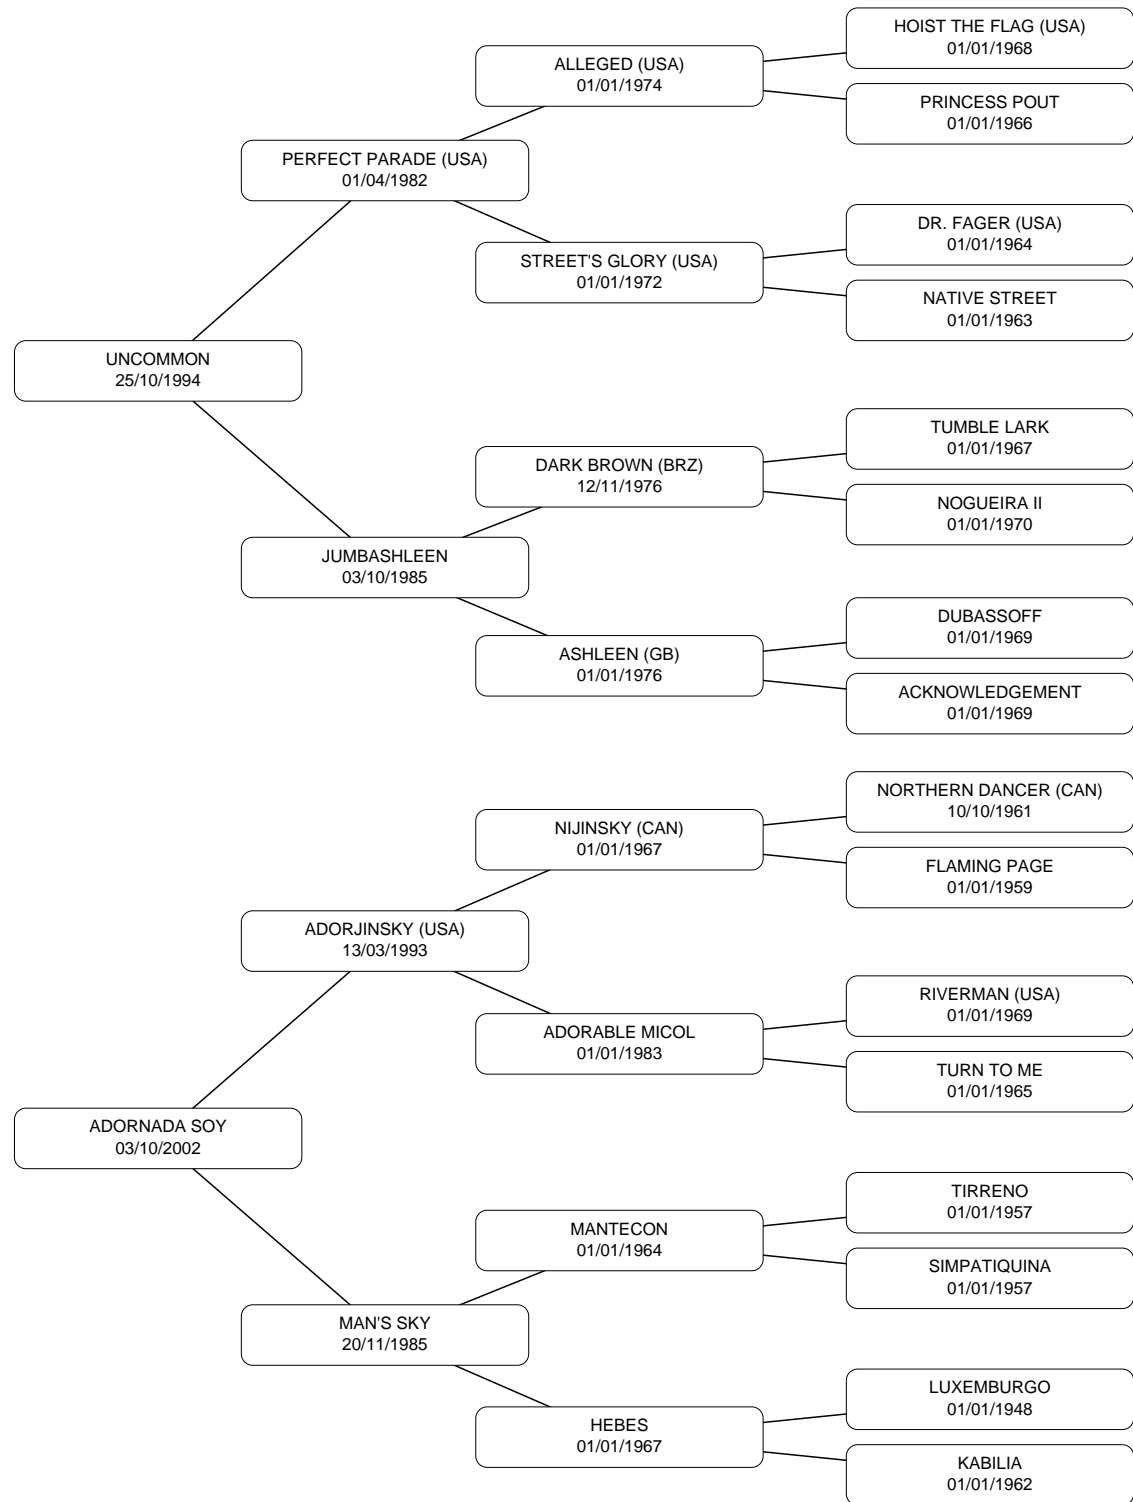 HOIST THE FLAG (USA)
01/01/1968
ALLEGED (USA)
01/01/1974
PRINCESS POUT
01/01/1966
PERFECT PARADE (USA)
01/04/1982
DR. FAGER (USA)
01/01/1964
STREET'S GLORY (USA)
01/01/1972
NATIVE STREET
01/01/1963
UNCOMMON
25/10/1994
TUMBLE LARK
01/01/1967
DARK BROWN (BRZ)
12/11/1976
NOGUEIRA II
01/01/1970
JUMBASHLEEN
03/10/1985
DUBASSOFF
01/01/1969
ASHLEEN (GB)
01/01/1976
ACKNOWLEDGEMENT
01/01/1969
NORTHERN DANCER (CAN)
10/10/1961
NIJINSKY (CAN)
01/01/1967
FLAMING PAGE
01/01/1959
ADORJINSKY (USA)
13/03/1993
RIVERMAN (USA)
01/01/1969
ADORABLE MICOL
01/01/1983
TURN TO ME
01/01/1965
ADORNADA SOY
03/10/2002
TIRRENO
01/01/1957
MANTECON
01/01/1964
SIMPATIQUINA
01/01/1957
MAN'S SKY
20/11/1985
LUXEMBURGO
01/01/1948
HEBES
01/01/1967
KABILIA
01/01/1962